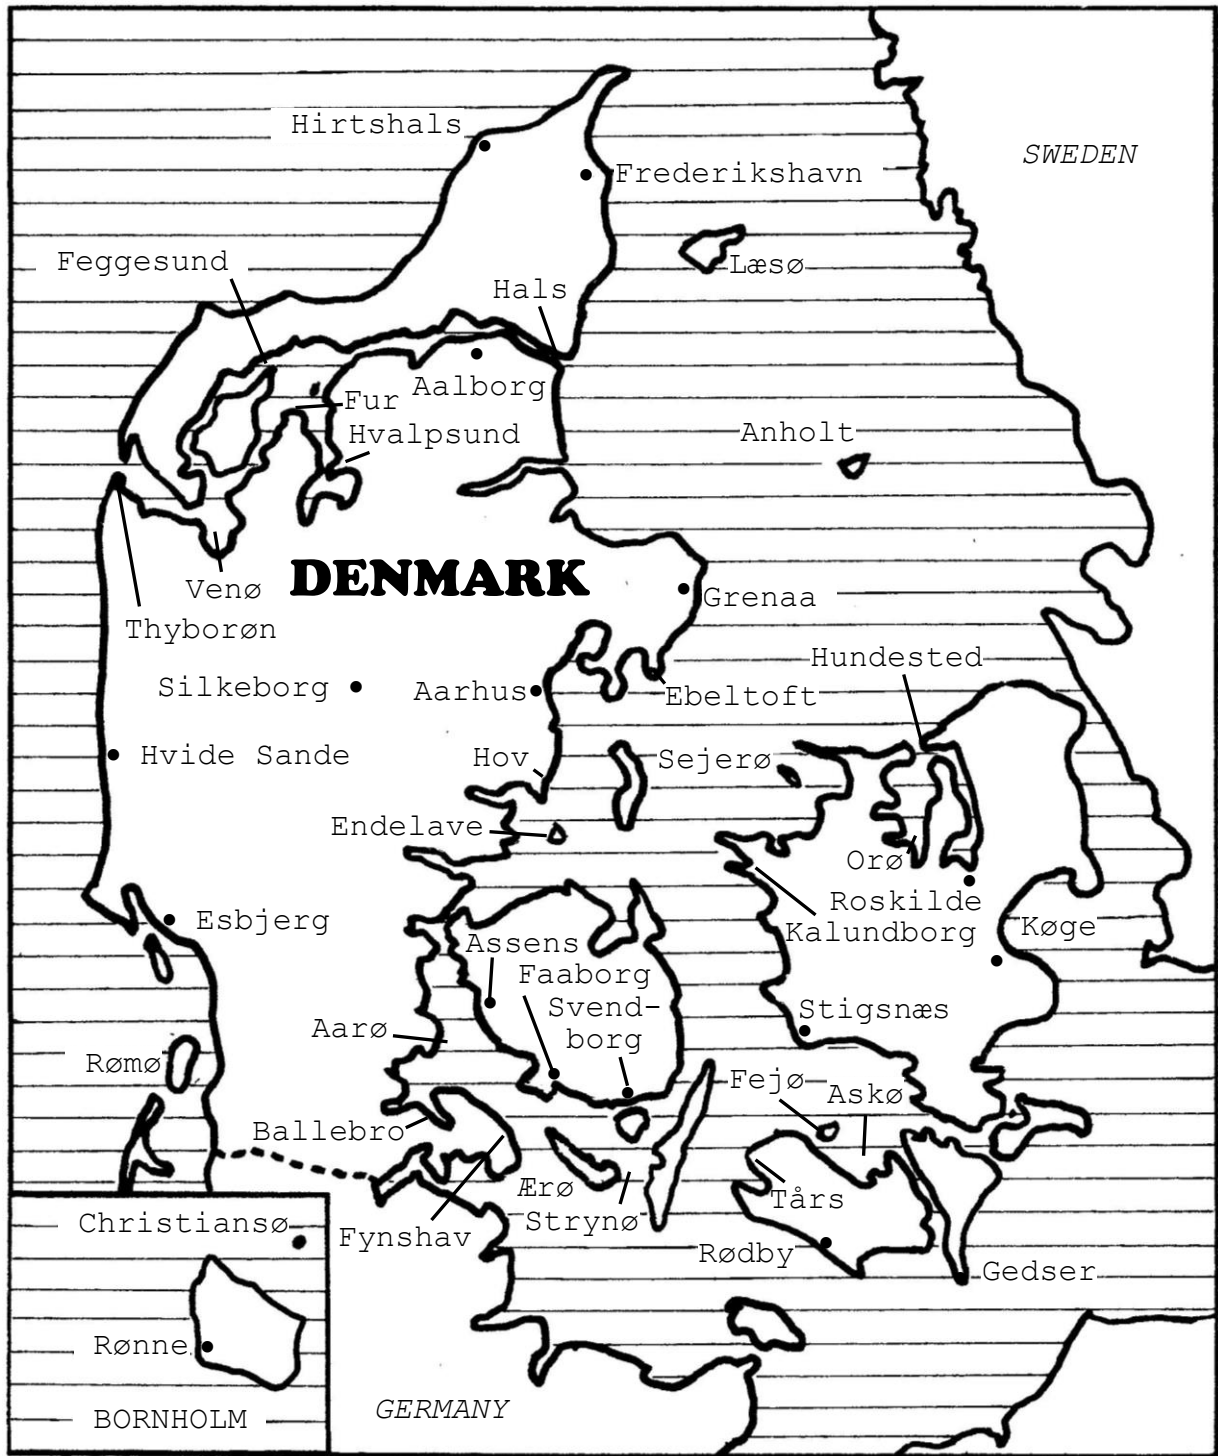 Hirtshals
SWEDEN
Frederikshavn
Feggesund
Læsø
Hals
Aalborg
Fur
Hvalpsund
Anholt
DENMARK
Venø
Grenaa
Thyborøn
Hundested
Silkeborg
Aarhus
Ebeltoft
Hvide Sande
Hov
Sejerø
Endelave
Orø
Roskilde
Esbjerg
Kalundborg
Køge
Assens
Faaborg
Svend-
borg
Stigsnæs
Aarø
Rømø
Fejø
Askø
Ballebro
Ærø
Tårs
Strynø
Christiansø
Fynshav
Rødby
Gedser
Rønne
GERMANY
BORNHOLM